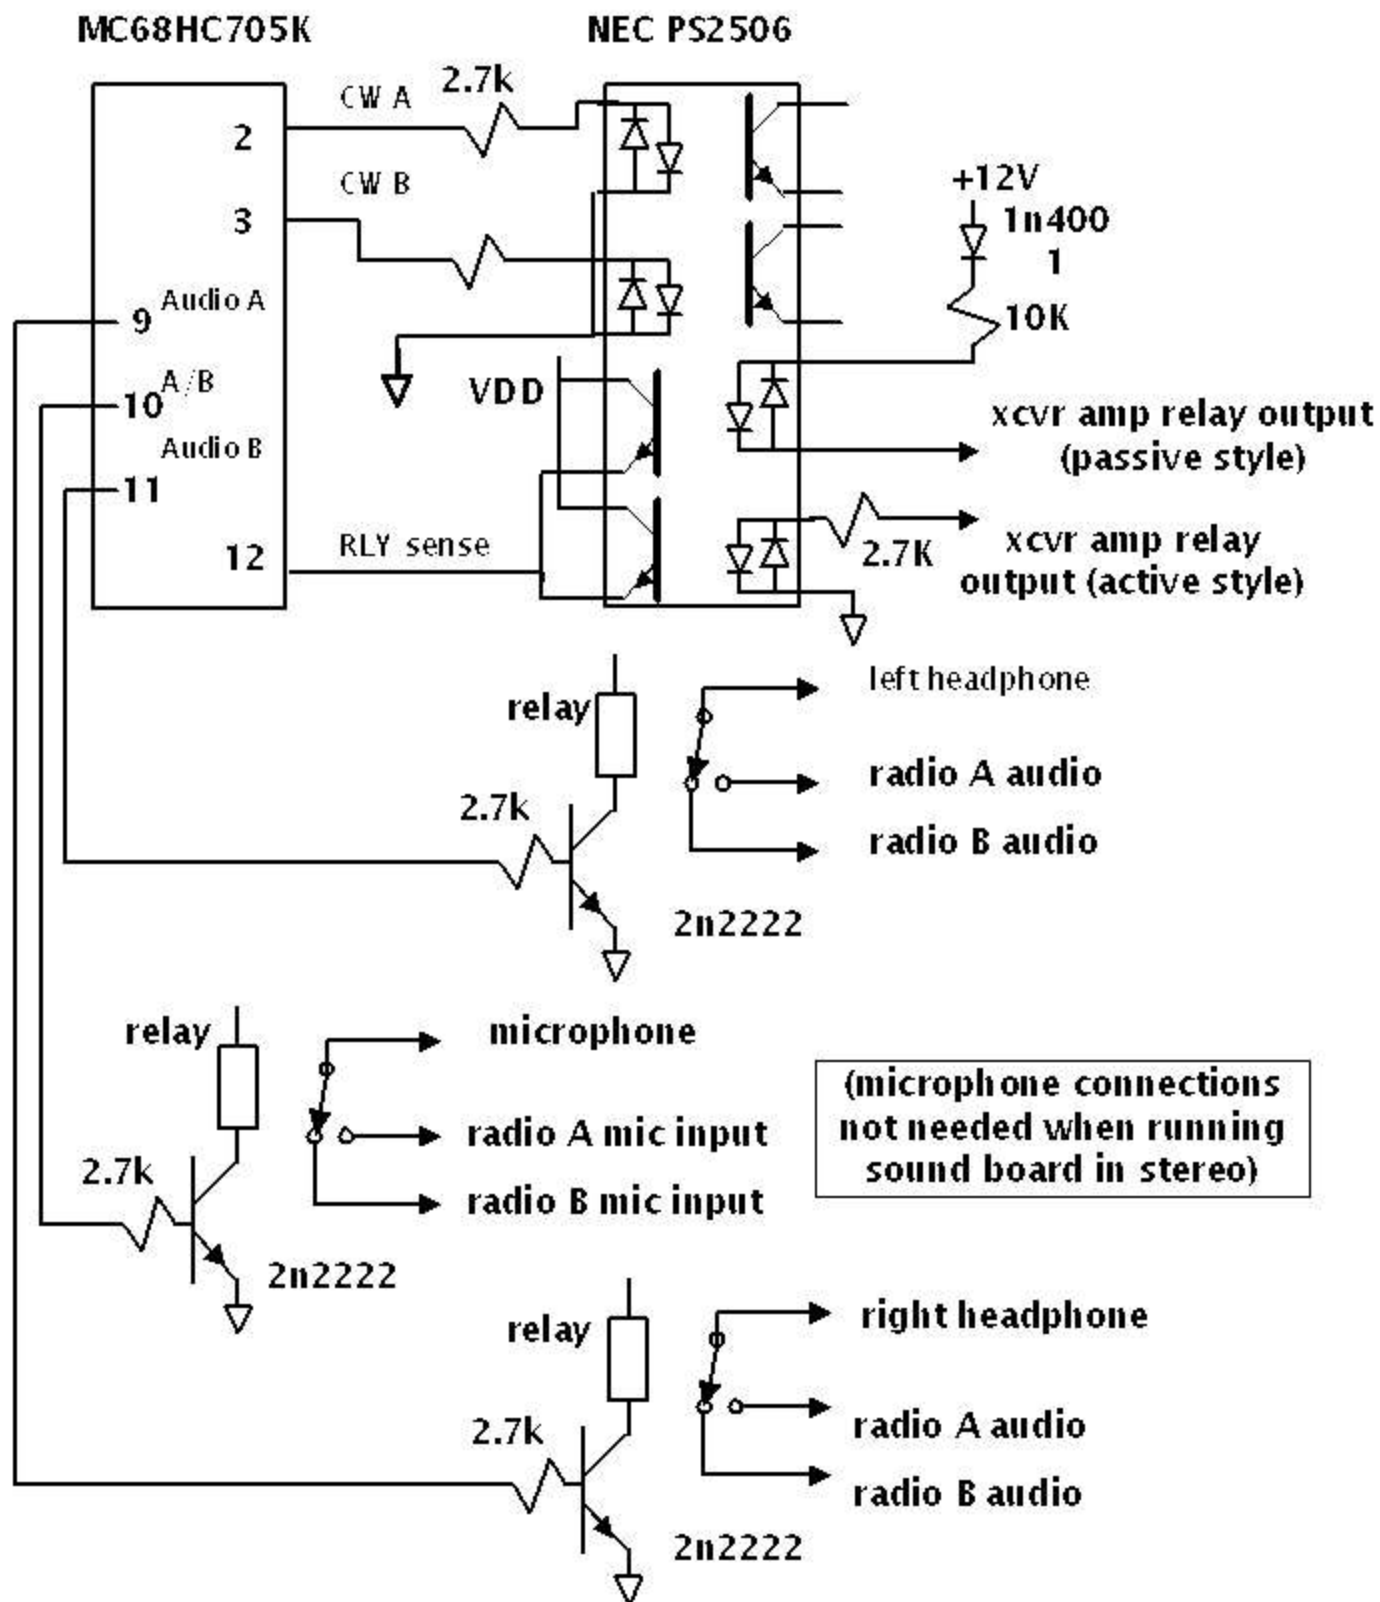 MC68HC705K
NEC PS2506
2.7k
CW A
2
CW B
3
+12V
1n400
1
10K
Audio A
9
A/B
10
VDD
Audio B
11
xcvr amp relay output
(passive style)
12
RLY sense
2.7K
xcvr amp relay
output (active style)
relay
left headphone
radio A audio
2.7k
radio B audio
2n2222
relay
microphone
(microphone connections
not needed when running
sound board in stereo)
radio A mic input
2.7k
radio B mic input
2n2222
relay
right headphone
2.7k
radio A audio
radio B audio
2n2222